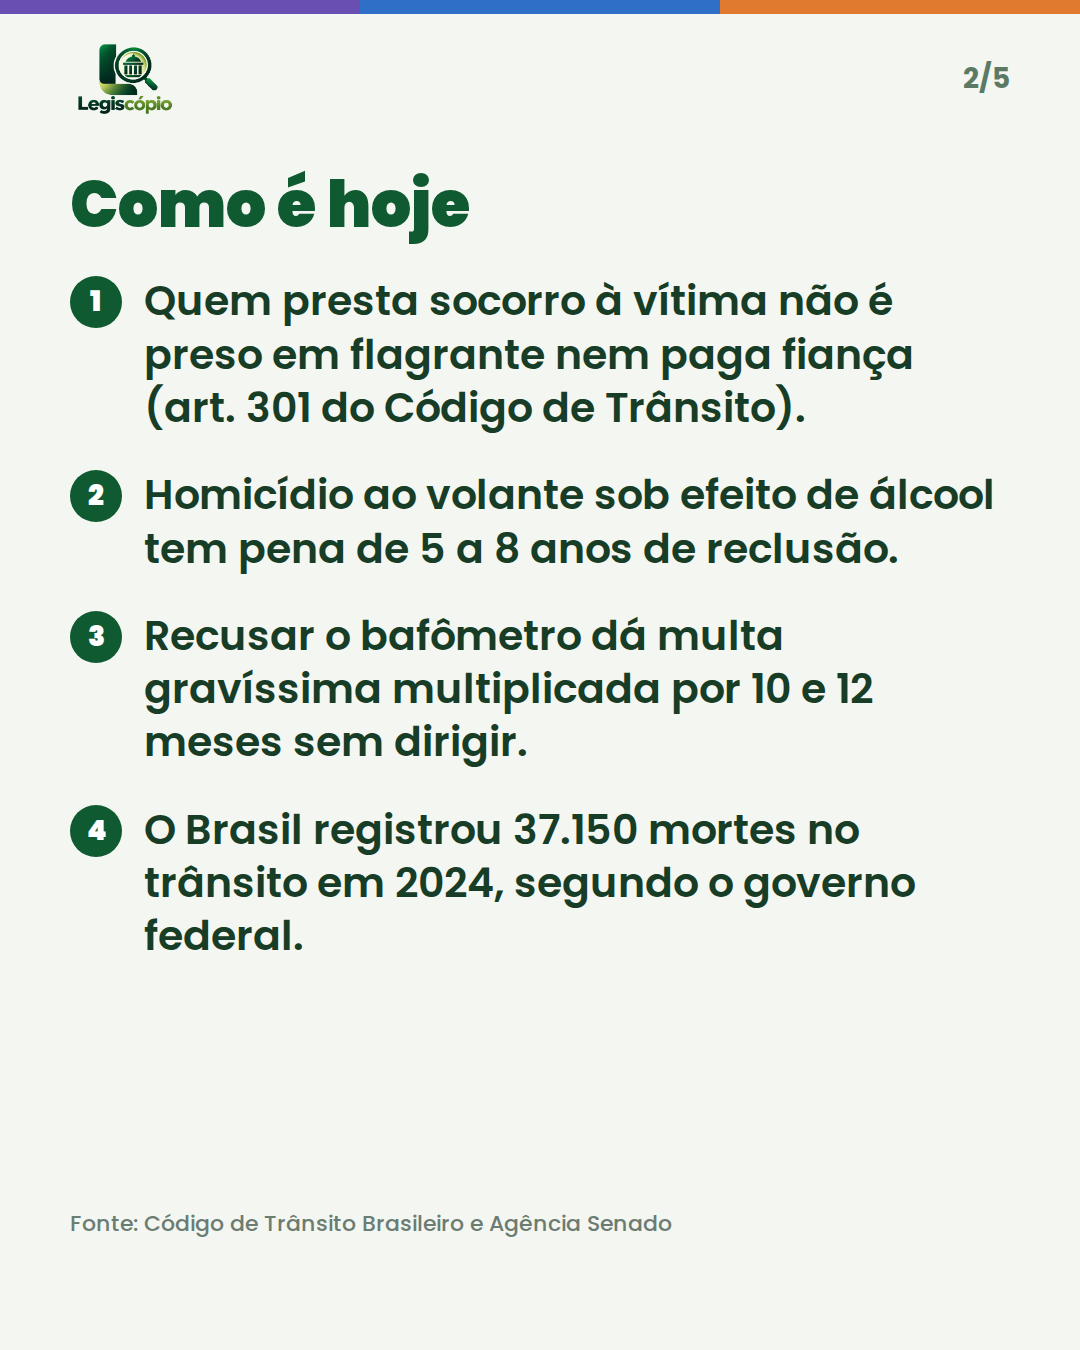 Legiscópio
2/5
Como é hoje
1
Quem presta socorro à vítima não é
preso em flagrante nem paga fiança
(art. 301 do Código de Trânsito).
2
Homicídio ao volante sob efeito de álcool
tem pena de 5 a 8 anos de reclusão.
3
Recusar o bafômetro dá multa
gravíssima multiplicada por 10 e 12
meses sem dirigir.
4
O Brasil registrou 37.150 mortes no
trânsito em 2024, segundo o governo
federal.
Fonte: Código de Trânsito Brasileiro e Agência Senado